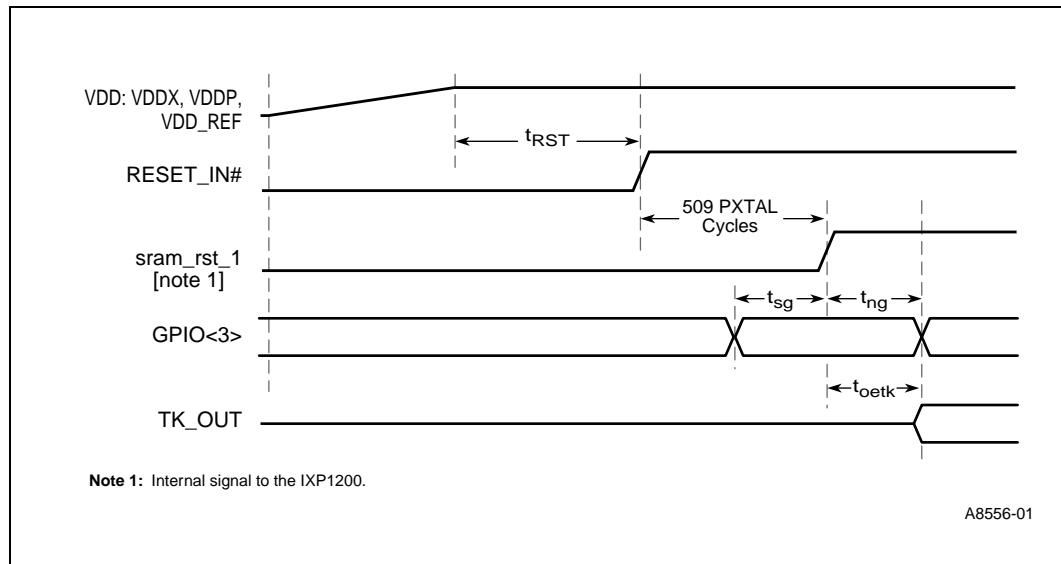 VDD: VDDX, VDDP,
VDD_REF
tRST
RESET_IN#
509 PXTAL
Cycles
sram_rst_1
[note 1]
tsg
tng
GPIO<3>
toetk
TK_OUT
Note 1: Internal signal to the IXP1200.
A8556-01